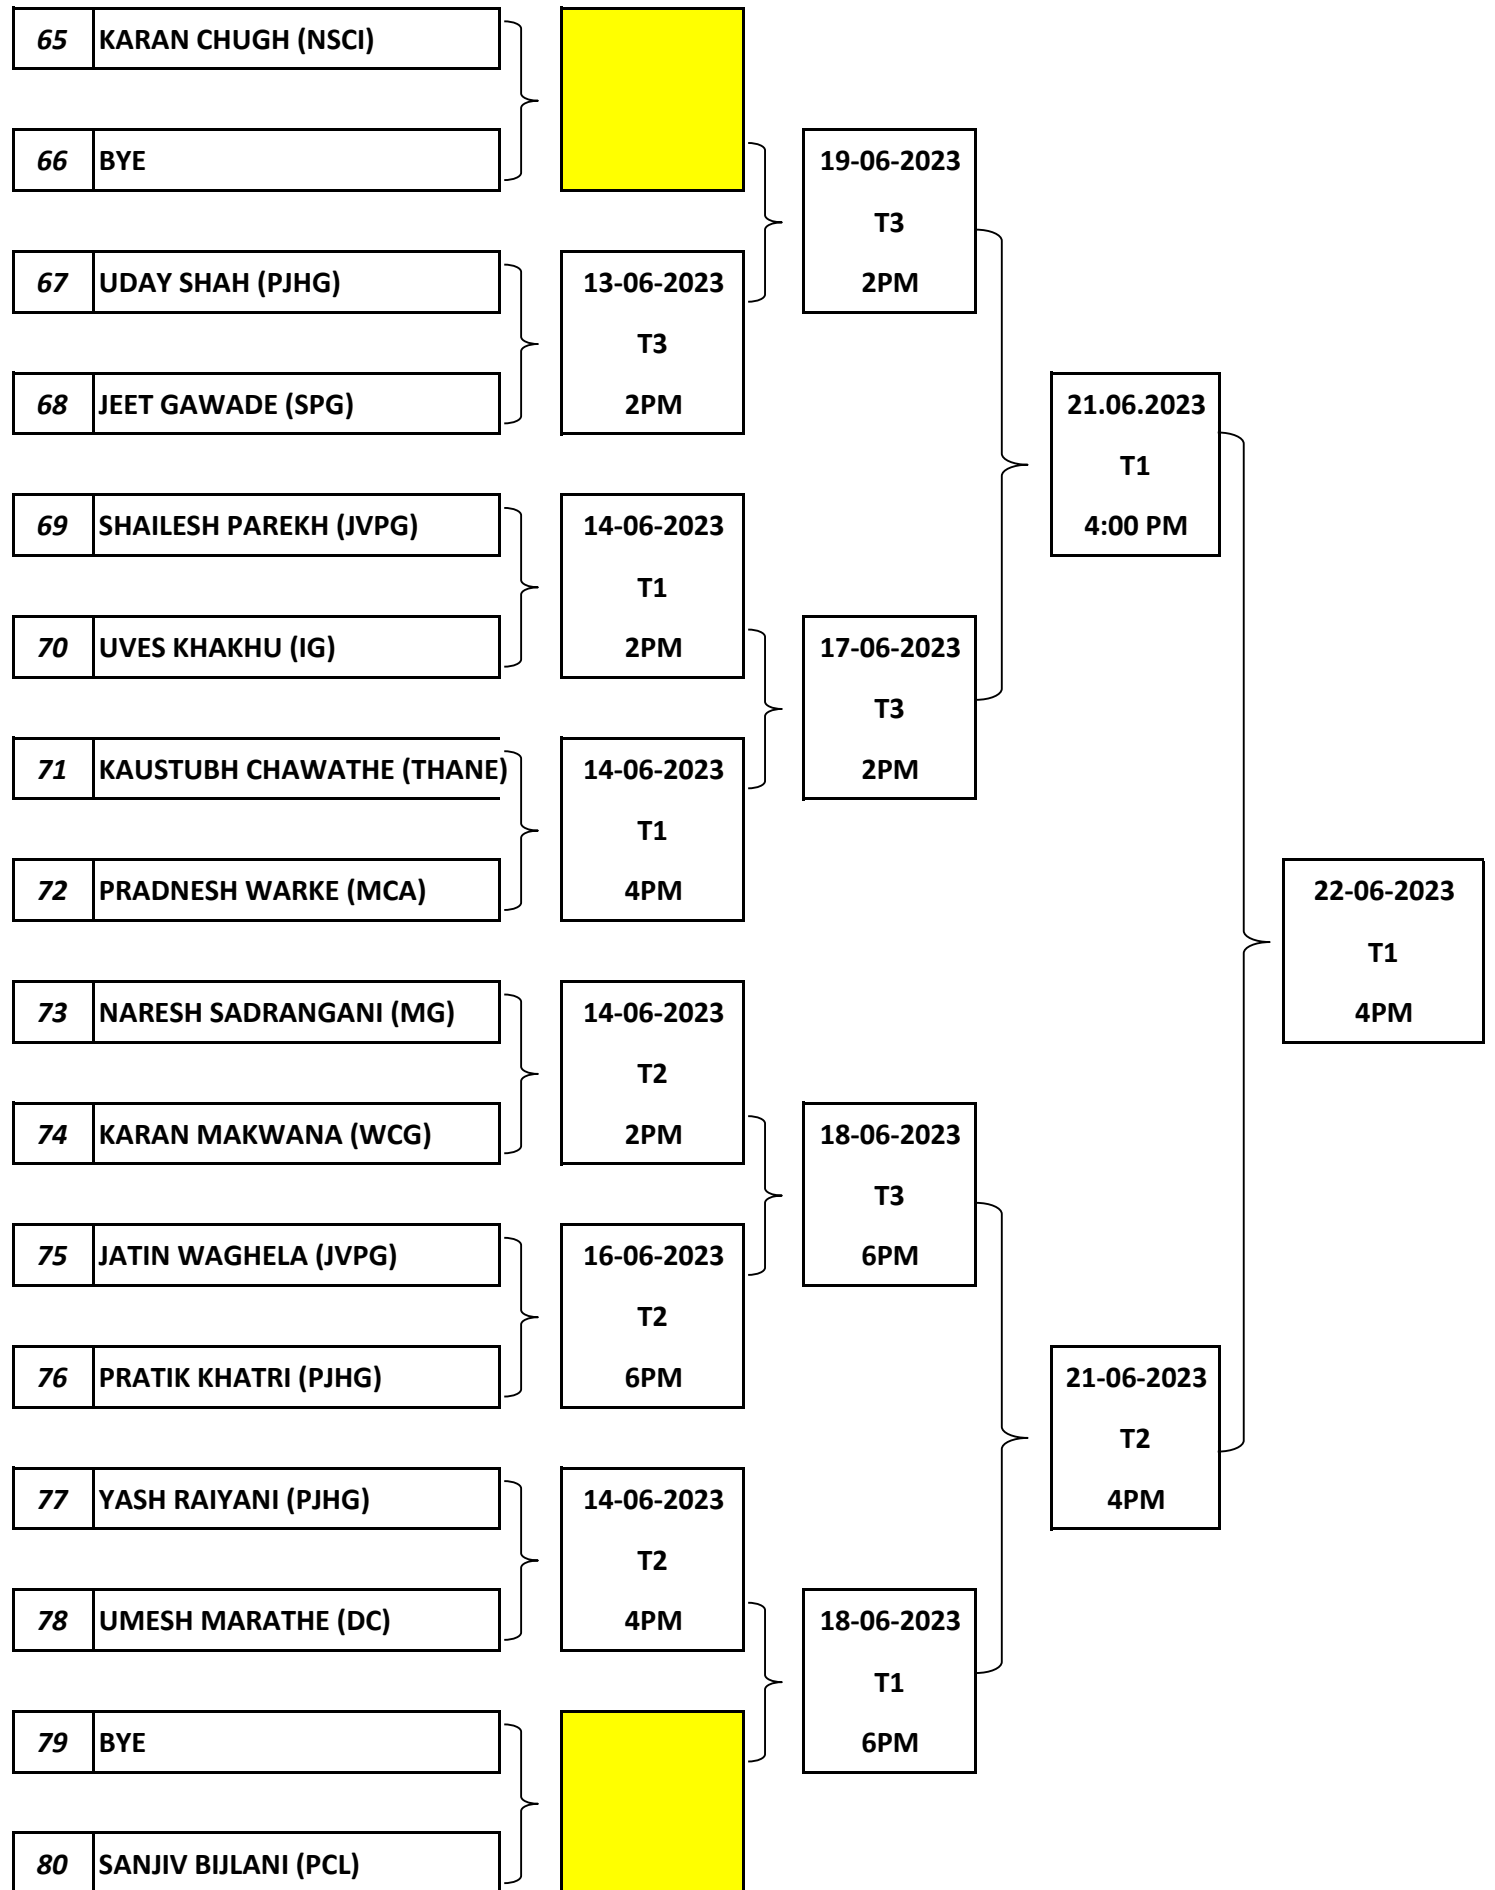 65 KARAN CHUGH (NSCI)
66 BYE
19-06-2023
T3
67 UDAY SHAH (PJHG)
13-06-2023
2PM
T3
68 JEET GAWADE (SPG)
2PM
21.06.2023
T1
69 SHAILESH PAREKH (JVPG)
14-06-2023
4:00 PM
T1
70 UVES KHAKHU (IG)
2PM
17-06-2023
T3
71 KAUSTUBH CHAWATHE (THANE)
14-06-2023
2PM
T1
72 PRADNESH WARKE (MCA)
4PM
22-06-2023
T1
73 NARESH SADRANGANI (MG)
14-06-2023
4PM
T2
74 KARAN MAKWANA (WCG)
2PM
18-06-2023
T3
75 JATIN WAGHELA (JVPG)
16-06-2023
6PM
T2
76 PRATIK KHATRI (PJHG)
6PM
21-06-2023
T2
77 YASH RAIYANI (PJHG)
14-06-2023
4PM
T2
78 UMESH MARATHE (DC)
4PM
18-06-2023
T1
79 BYE
6PM
80 SANJIV BIJLANI (PCL)